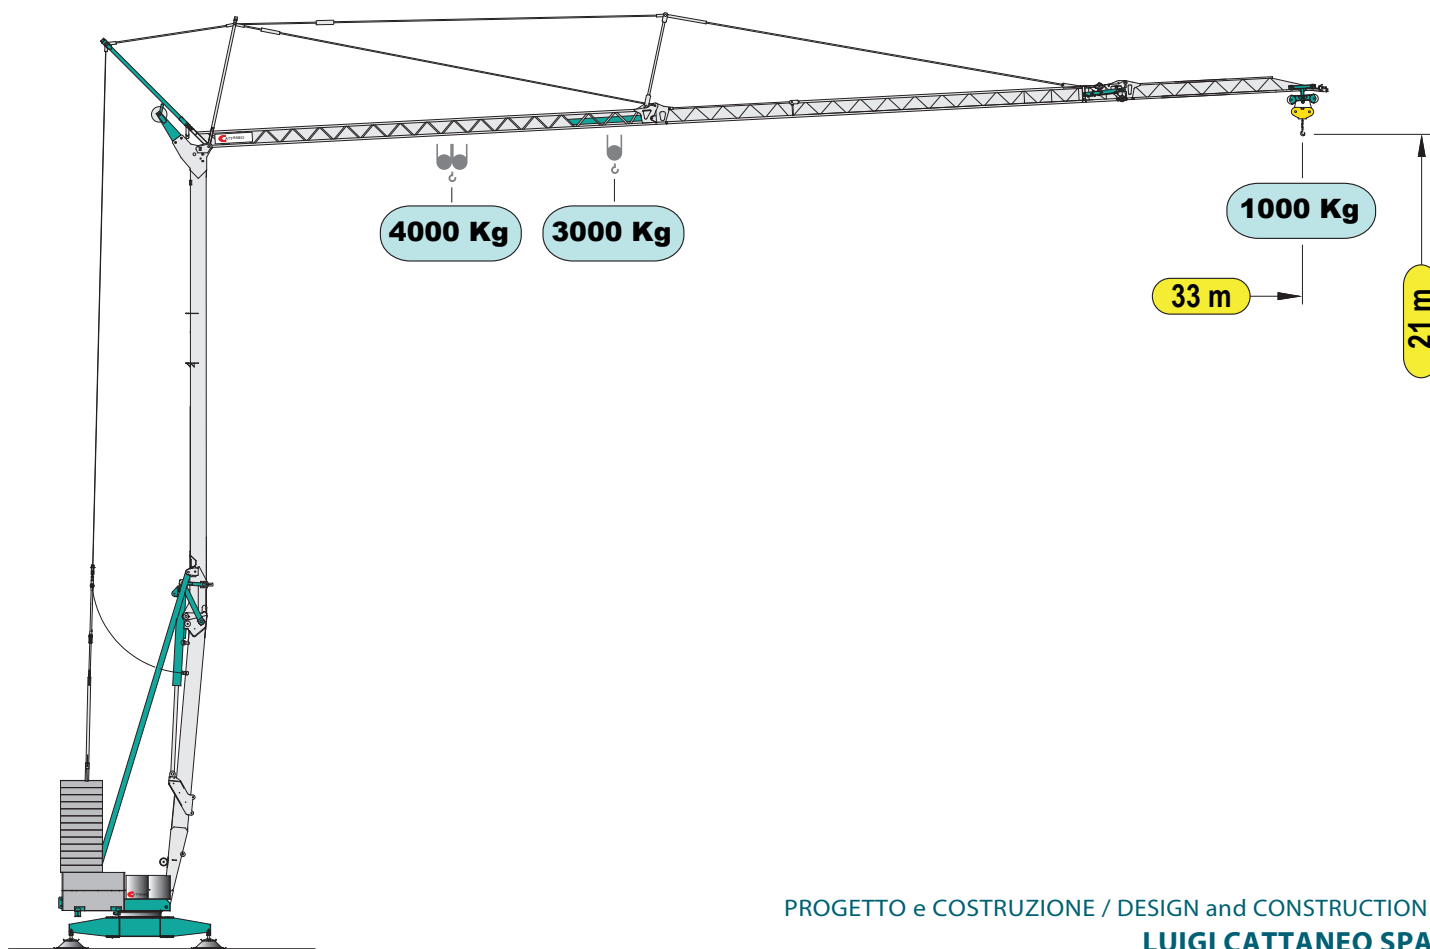 4000 Kg
3000 Kg
1000 Kg
33 m
21 m
PROGETTO e COSTRUZIONE / DESIGN and CONSTRUCTION
LUIGI CATTANEO SPA